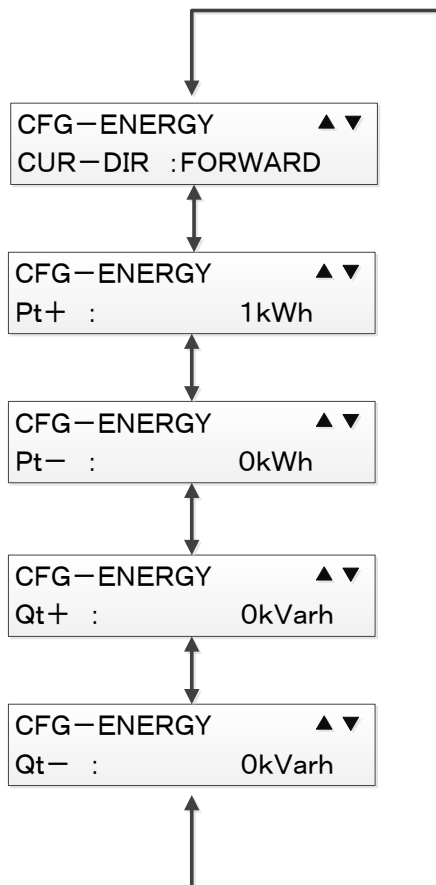 CFG－ENERGY ▲ ▼
CUR－DIR :FORWARD
CFG－ENERGY ▲ ▼
Pt＋ : 1kWh
CFG－ENERGY ▲ ▼
Pt－ : 0kWh
CFG－ENERGY ▲ ▼
Qt＋ : 0kVarh
CFG－ENERGY ▲ ▼
Qt－ : 0kVarh